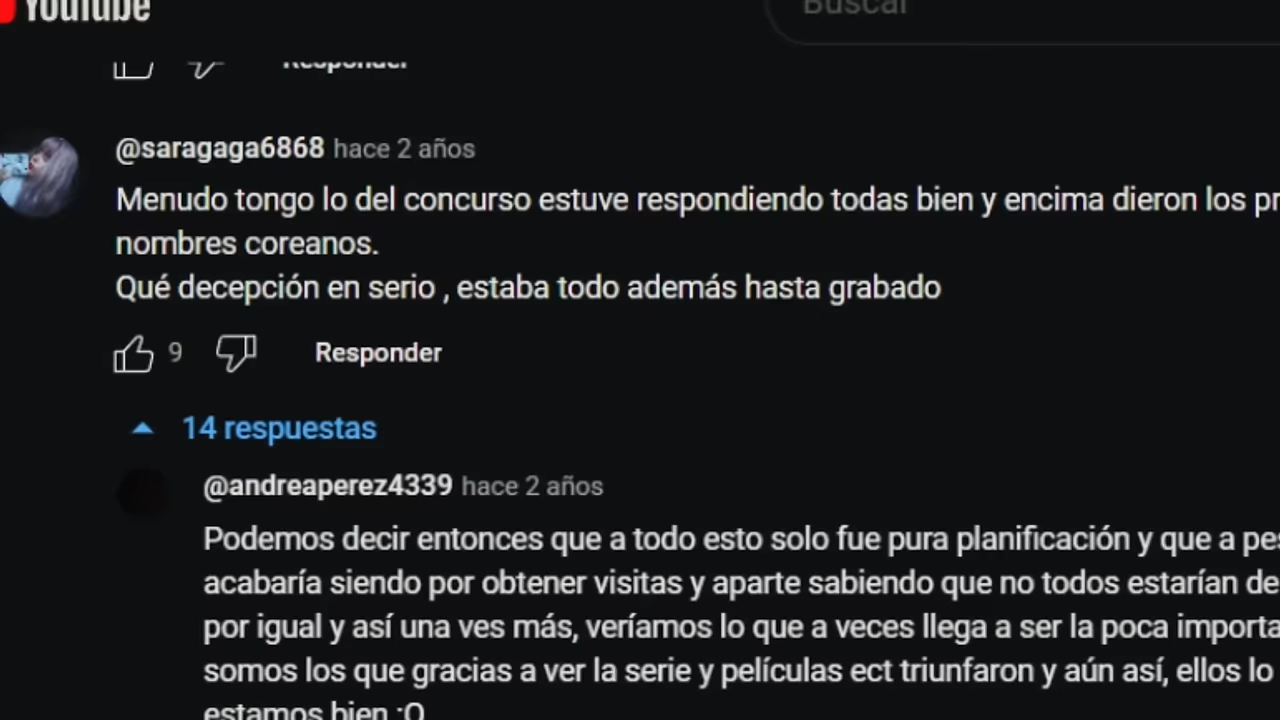 YouTube
Buscar
Responder
@saragaga6868 hace 2 años
Menudo tongo lo del concurso estuve respondiendo todas bien y encima dieron los
nombres coreanos.
Qué decepción en serio , estaba todo además hasta grabado
9 Responder
14 respuestas
@andreaperez4339 hace 2 años
Podemos decir entonces que a todo esto solo fue pura planificación y que a
acabaría siendo por obtener visitas y aparte sabiendo que no todos estarían de
por igual y así una ves más, veríamos lo que a veces llega a ser la poca
somos los que gracias a ver la serie y películas ect triunfaron y aún así, ellos lo
estamos bien :O